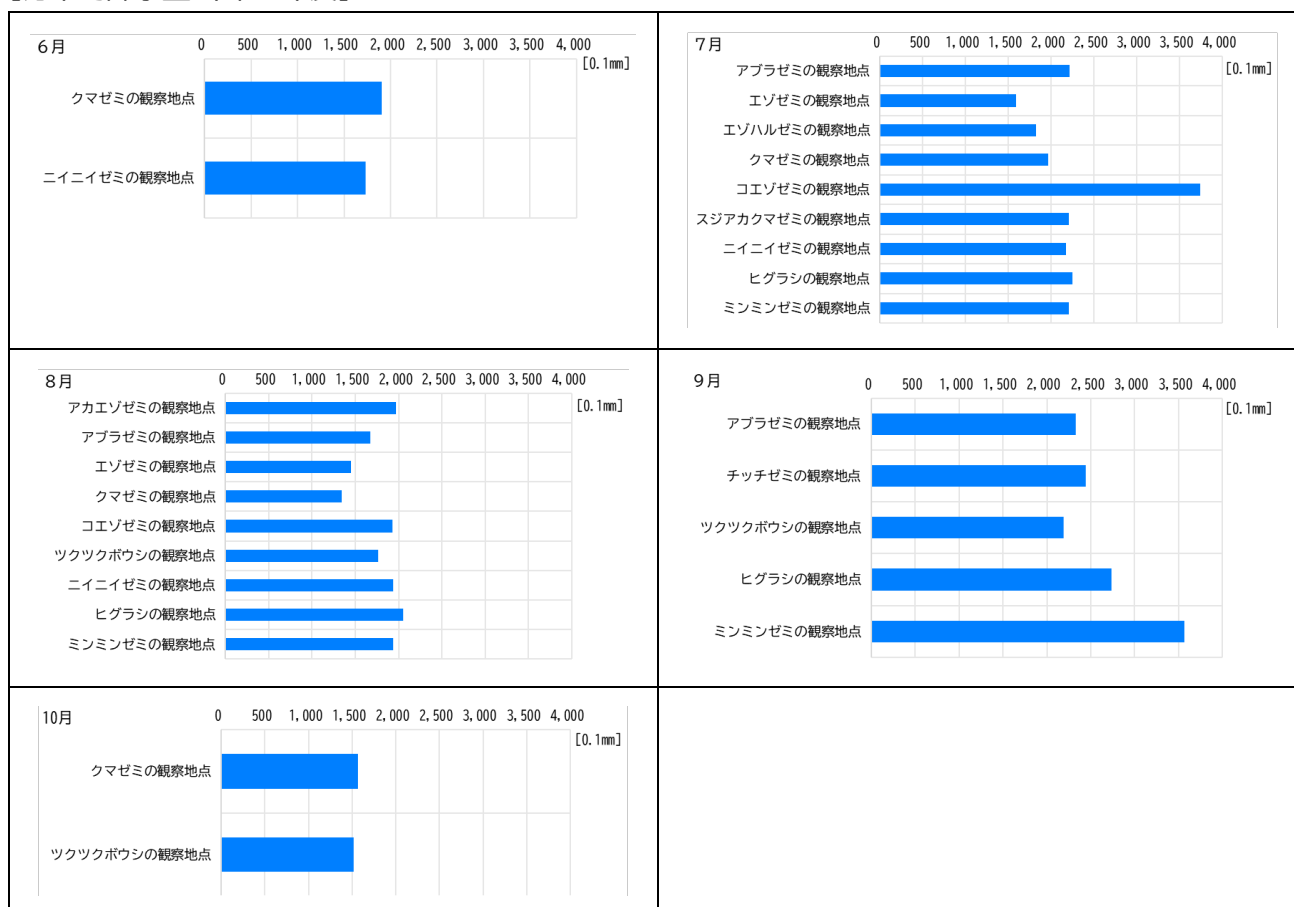 6月
0 500 1,000 1,500 2,000 2,500 3,000 3,500 4,000
[0.1mm]
クマゼミの観察地点
ニイニイゼミの観察地点
7月
0 500 1,000 1,500 2,000 2,500 3,000 3,500 4,000
[0.1mm]
アブラゼミの観察地点
エゾゼミの観察地点
エゾハルゼミの観察地点
クマゼミの観察地点
コエゾゼミの観察地点
スジアカクマゼミの観察地点
ニイニイゼミの観察地点
ヒグラシの観察地点
ミンミンゼミの観察地点
8月
0 500 1,000 1,500 2,000 2,500 3,000 3,500 4,000
[0.1mm]
アカエゾゼミの観察地点
アブラゼミの観察地点
エゾゼミの観察地点
クマゼミの観察地点
コエゾゼミの観察地点
ツクツクボウシの観察地点
ニイニイゼミの観察地点
ヒグラシの観察地点
ミンミンゼミの観察地点
9月
0 500 1,000 1,500 2,000 2,500 3,000 3,500 4,000
[0.1mm]
アブラゼミの観察地点
チッチゼミの観察地点
ツクツクボウシの観察地点
ヒグラシの観察地点
ミンミンゼミの観察地点
10月
0 500 1,000 1,500 2,000 2,500 3,000 3,500 4,000
[0.1mm]
クマゼミの観察地点
ツクツクボウシの観察地点